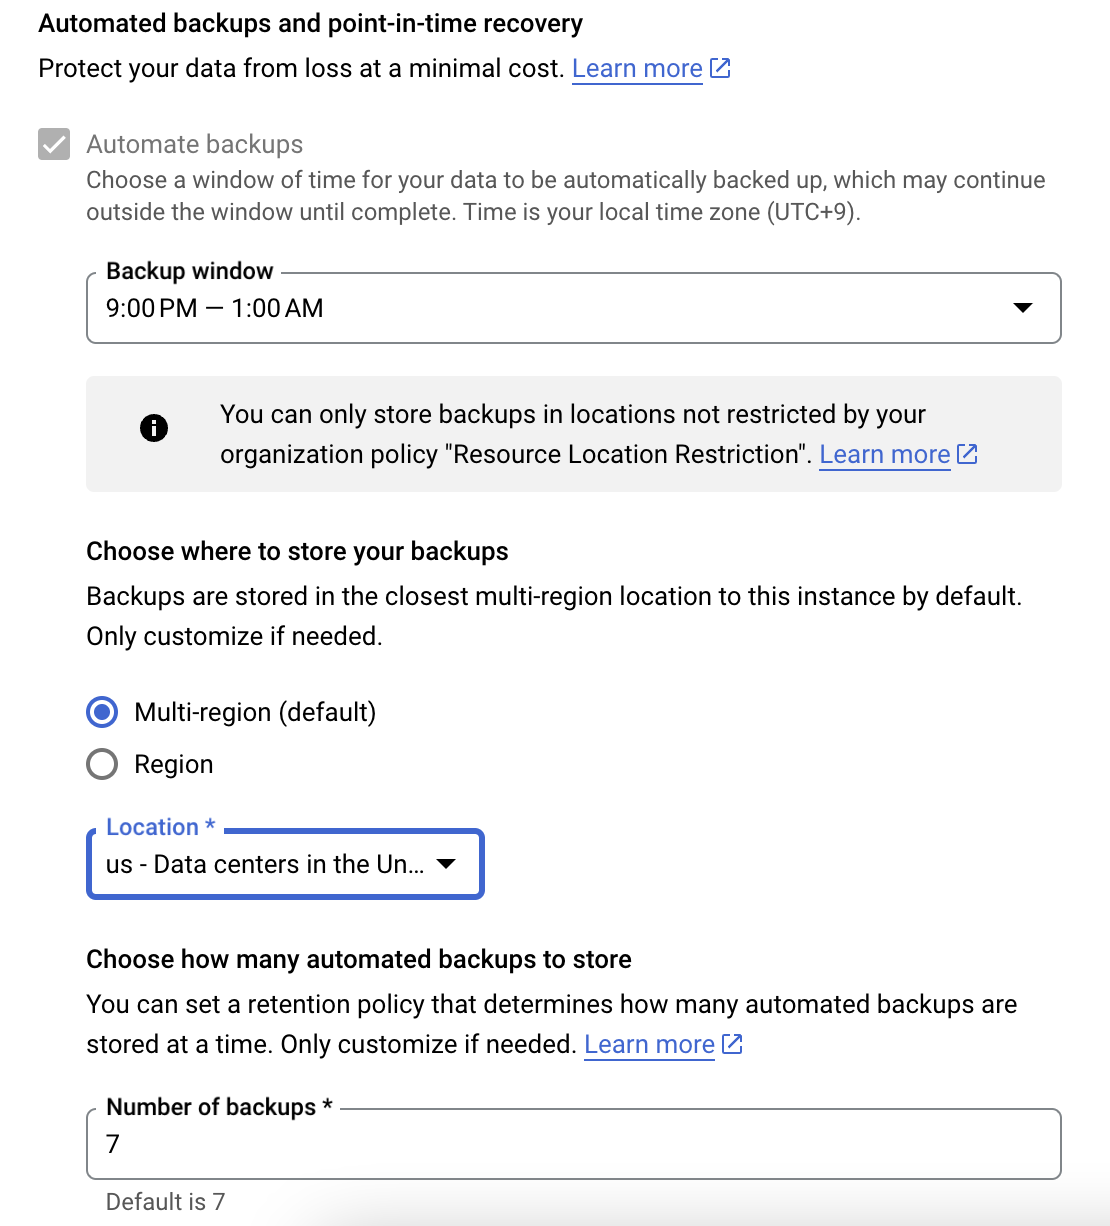 Automated backups and point-in-time recovery
Protect your data from loss at a minimal cost. Learn more
Automate backups
Choose a window of time for your data to be automatically backed up, which may continue
outside the window until complete. Time is your local time zone (UTC+9).
Backup window
9:00 PM — 1:00 AM
You can only store backups in locations not restricted by your
organization policy "Resource Location Restriction". Learn more
Choose where to store your backups
Backups are stored in the closest multi-region location to this instance by default.
Only customize if needed.
Multi-region (default)
Region
Location *
us - Data centers in the Un...
Choose how many automated backups to store
You can set a retention policy that determines how many automated backups are
stored at a time. Only customize if needed. Learn more
Number of backups *
7
Default is 7